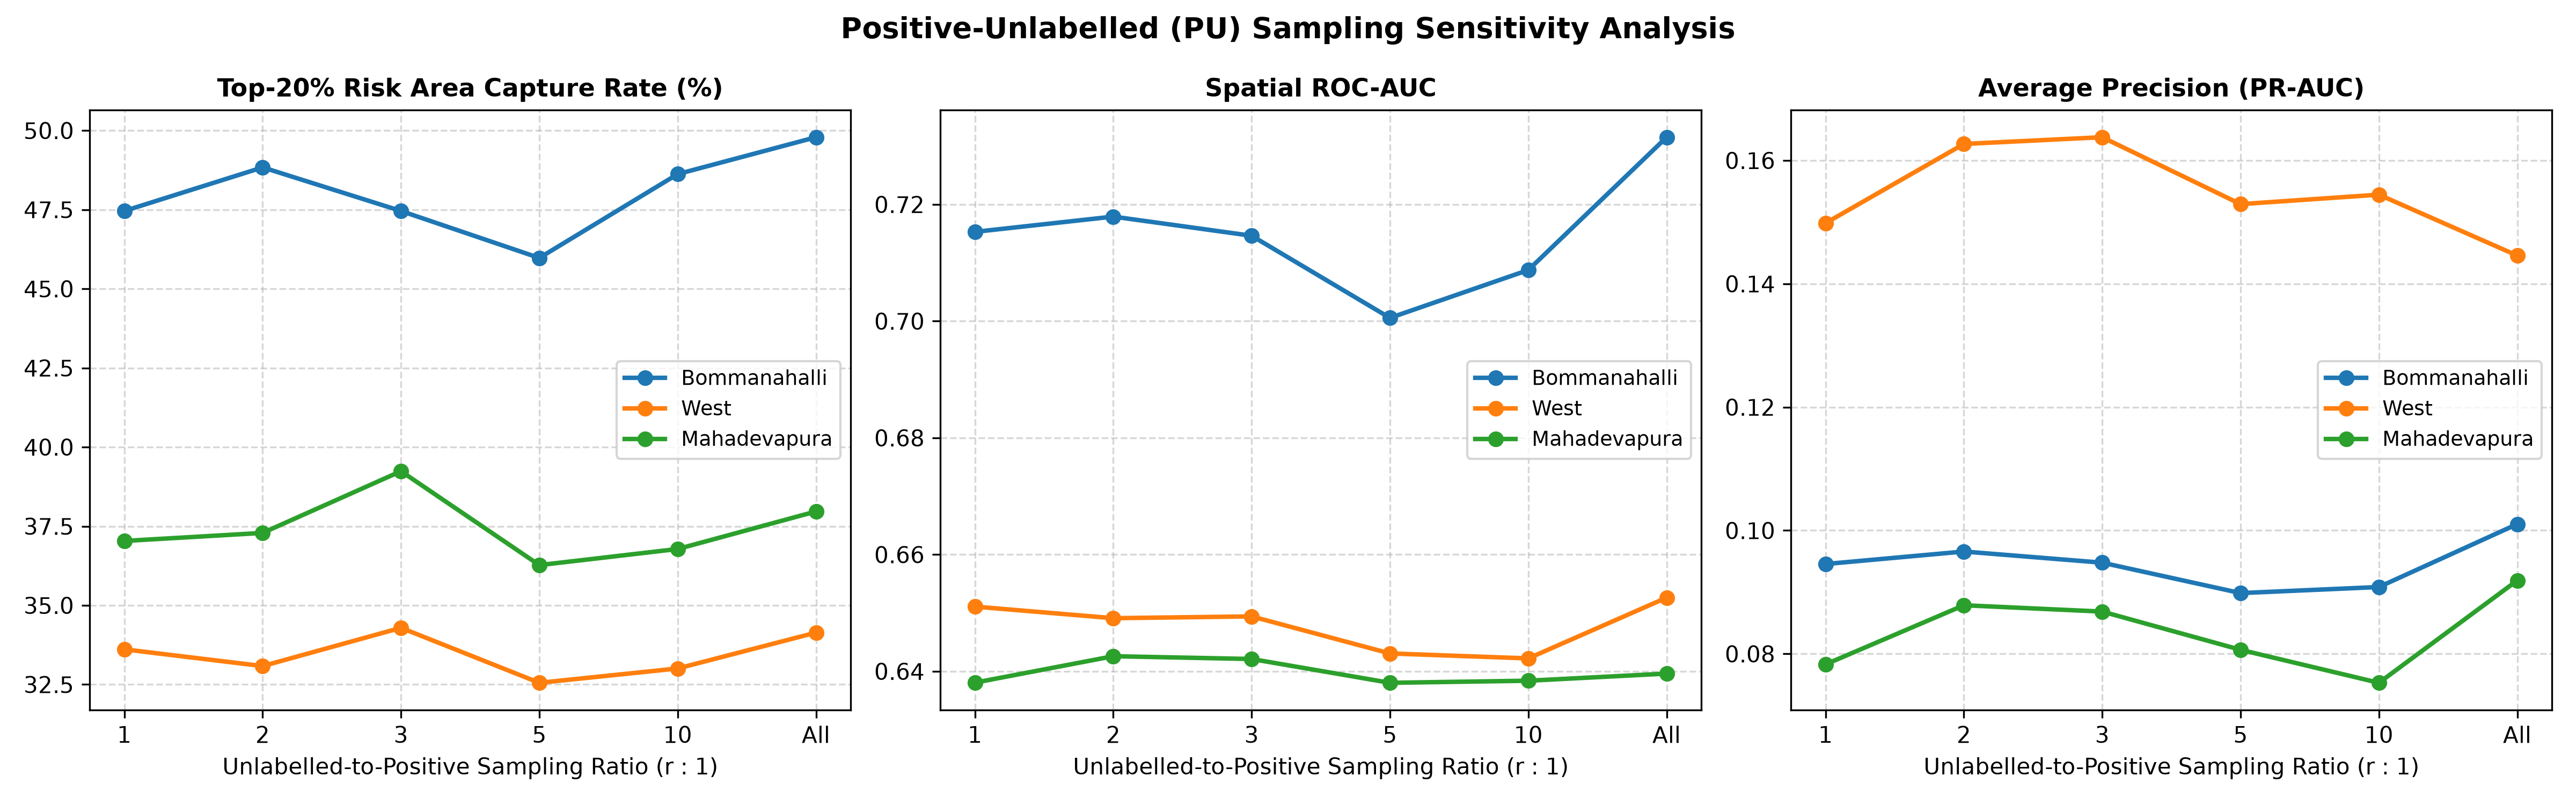 Positive-Unlabelled (PU) Sampling Sensitivity Analysis
Top-20% Risk Area Capture Rate (%)
50.0
47.5
45.0
42.5
40.0
37.5
35.0
32.5
Bommanahalli
West
Mahadevapura
1 2 3 5 10 All
Unlabelled-to-Positive Sampling Ratio (r : 1)
Spatial ROC-AUC
0.72
0.70
0.68
0.66
0.64
Bommanahalli
West
Mahadevapura
1 2 3 5 10 All
Unlabelled-to-Positive Sampling Ratio (r : 1)
Average Precision (PR-AUC)
0.16
0.14
0.12
0.10
0.08
Bommanahalli
West
Mahadevapura
1 2 3 5 10 All
Unlabelled-to-Positive Sampling Ratio (r : 1)